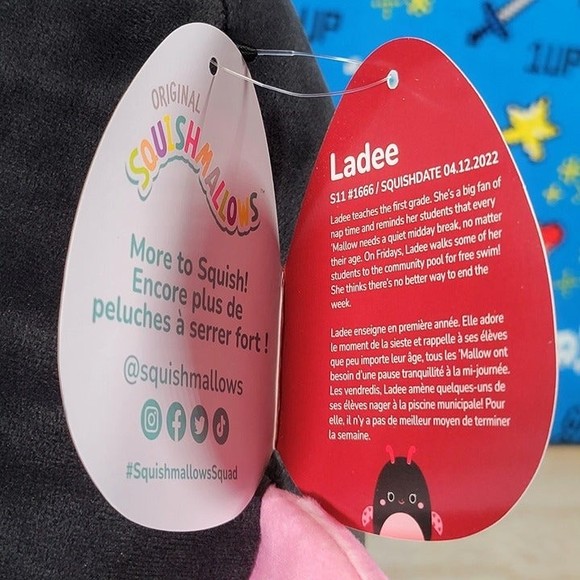 ORIGINAL
SQUISHMALLOWS
More to Squish!
Encore plus de
peluches à serrer fort !
@squishmallows
#SquishmallowsSquad
Ladee
S11 #1666 / SQUISHDATE 04.12.2022
Ladee teaches the first grade. She's a big fan of
nap time and reminds her students that every
'Mallow needs a quiet midday break, no matter
their age. On Fridays, Ladee walks some of her
students to the community pool for free swim!
She thinks there's no better way to end the
week.
Ladee enseigne en première année. Elle adore
le moment de la sieste et rappelle à ses élèves
que peu importe leur âge, tous les 'Mallow ont
besoin d'une pause tranquillité à la mi-journée.
Les vendredis, Ladee amène quelques-uns de
ses élèves nager à la piscine municipale! Pour
elle, il n'y a pas de meilleur moyen de terminer
la semaine.
1UP
1UP